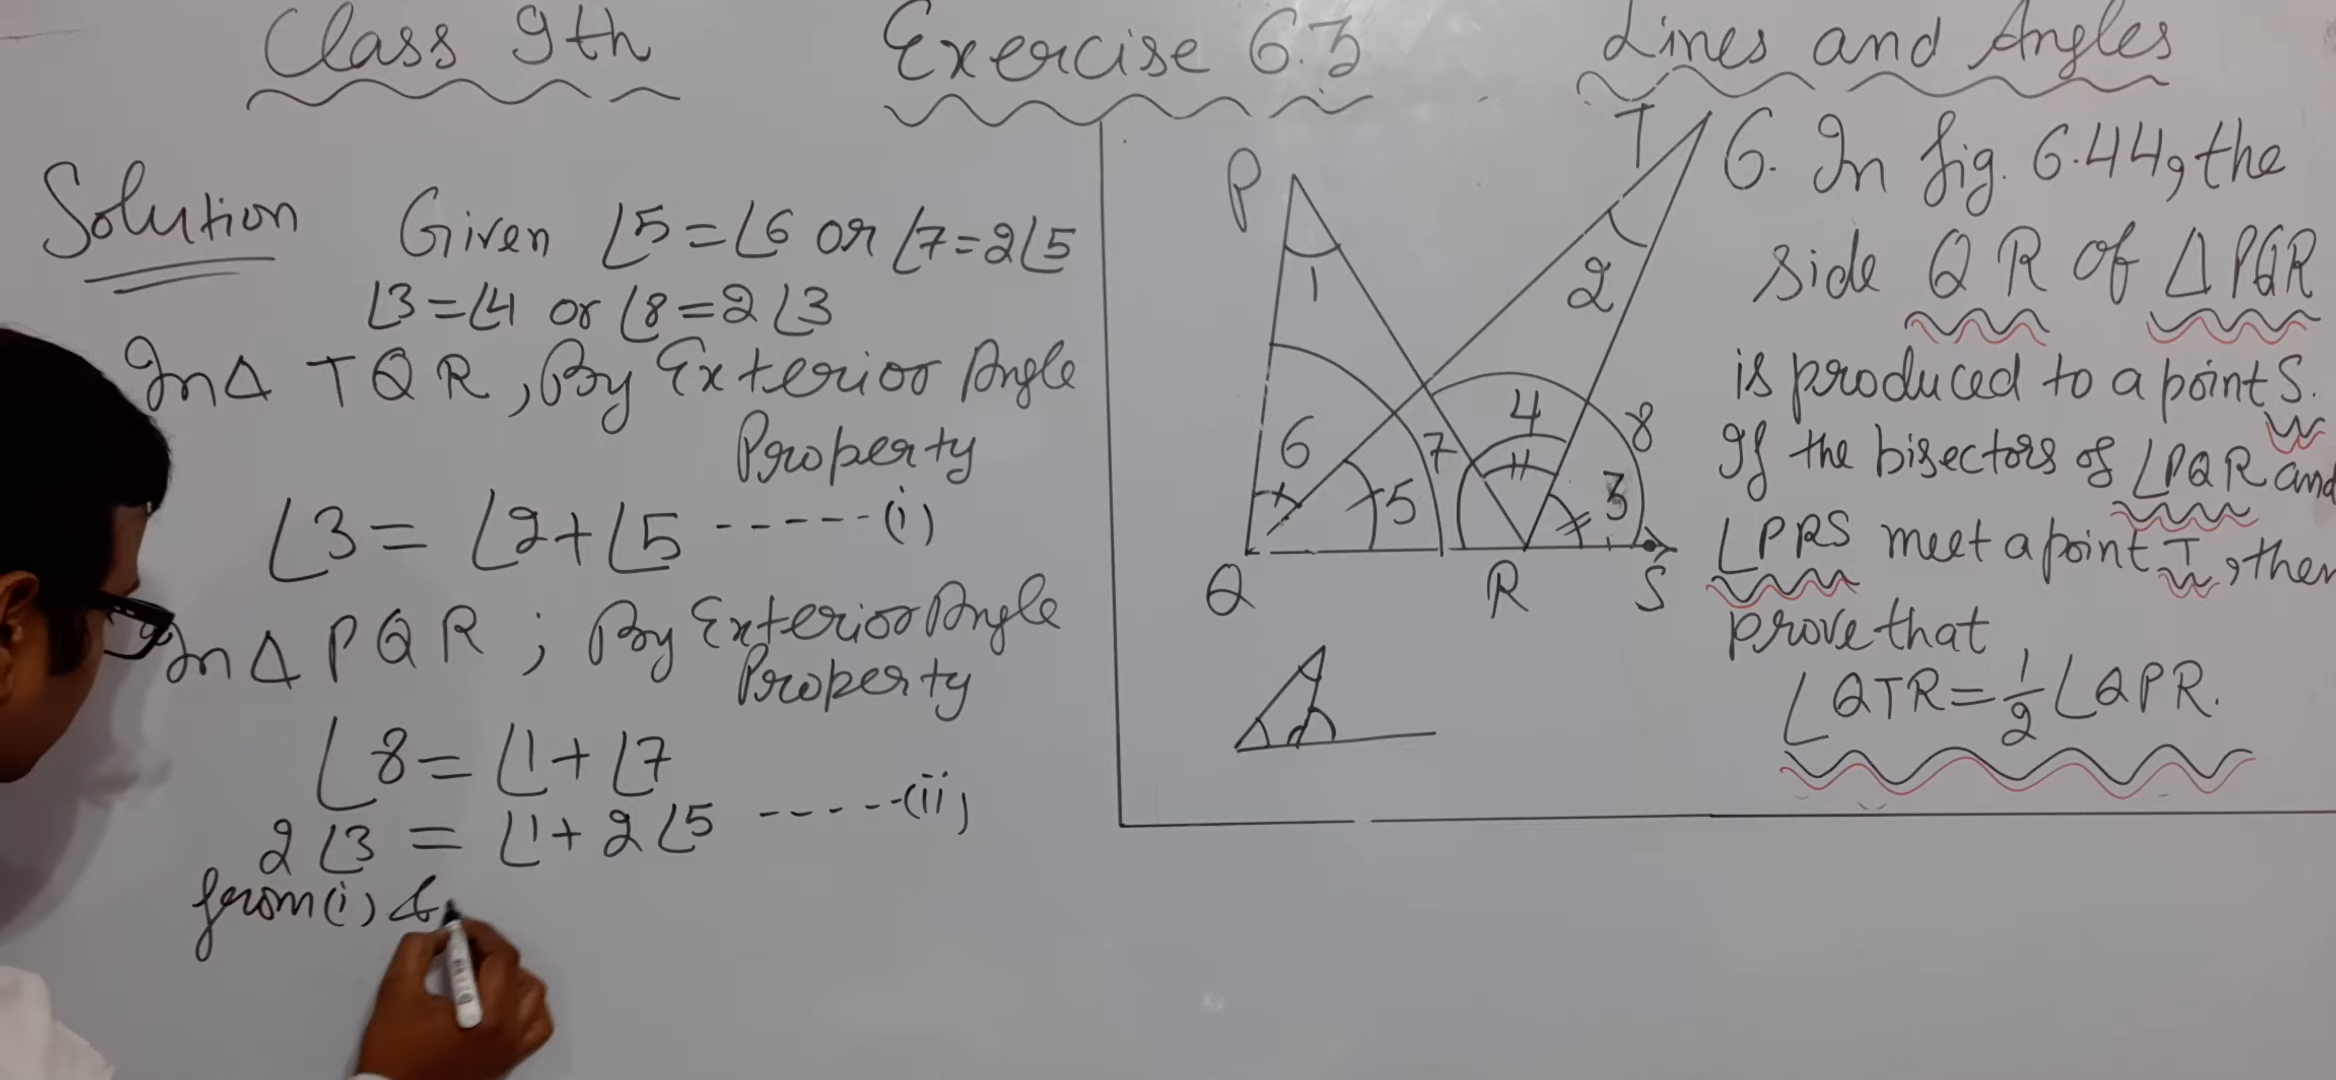 Class 9th Exercise 6.3 Lines and Angles
Solution Given ∠5=∠6 or ∠7=2∠5
∠3=∠4 or ∠8=2∠3
In Δ TQR, By Exterior Angle
Property
∠3= ∠2+∠5 ------(i)
In Δ PQR ; By Exterior Angle
Property
∠8= ∠1+∠7
2∠3 = ∠1+2∠5 ------(ii)
from(i) &
P
T
1
2
6
7
4
8
5
3
Q
R
S
6. In fig. 6.44, the
side QR of ΔPQR
is produced to a point S.
If the bisectors of ∠PQR and
∠PRS meet a point T, then
prove that
∠QTR=1/2∠QPR.